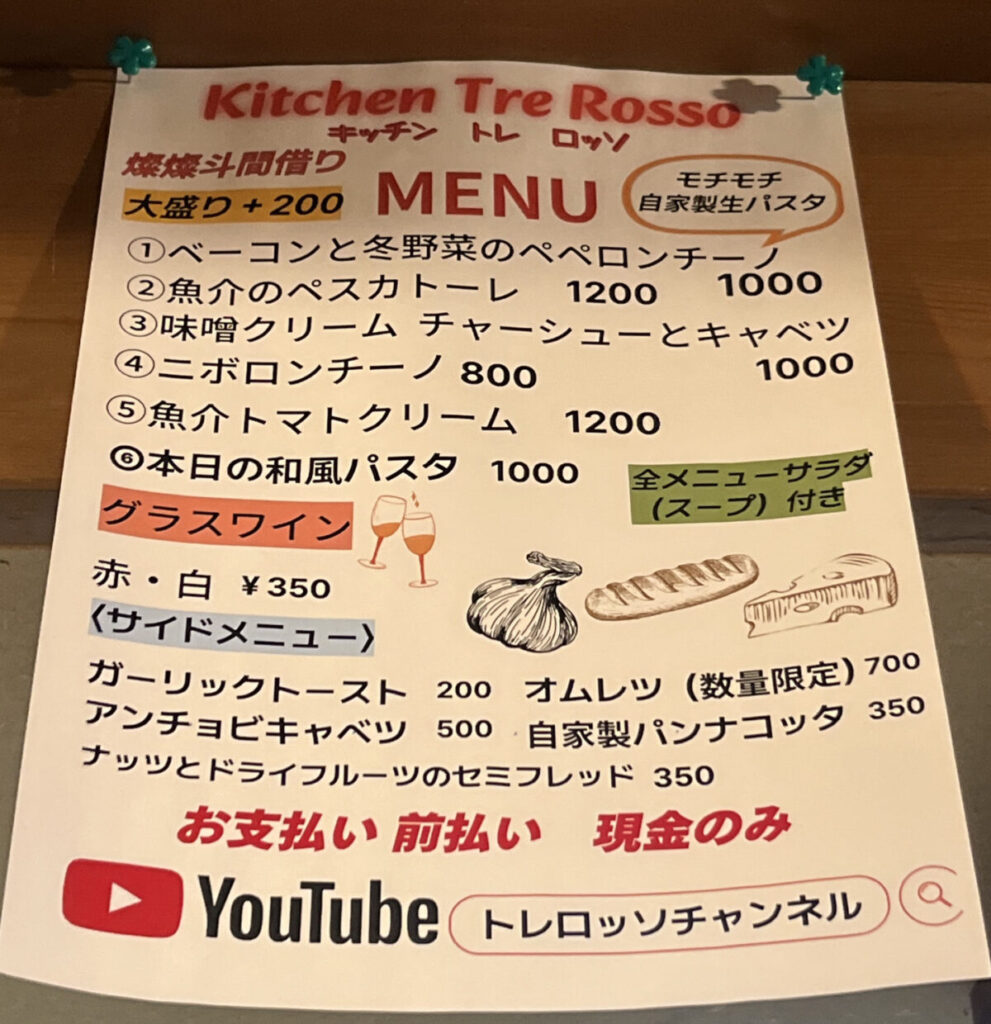 Kitchen Tre Rosso
キッチン トレ ロッソ
燦燦斗間借り
大盛り+200
MENU
モチモチ
自家製生パスタ
①ベーコンと冬野菜のペペロンチーノ
1000
②魚介のペスカトーレ 1200
③味噌クリーム チャーシューとキャベツ
1000
④ニボロンチーノ 800
⑤魚介トマトクリーム 1200
⑥本日の和風パスタ 1000
全メニューサラダ
(スープ)付き
グラスワイン
赤・白 ¥350
〈サイドメニュー〉
ガーリックトースト 200 オムレツ(数量限定)700
アンチョビキャベツ 500 自家製パンナコッタ 350
ナッツとドライフルーツのセミフレッド 350
お支払い 前払い 現金のみ
YouTube トレロッソチャンネル